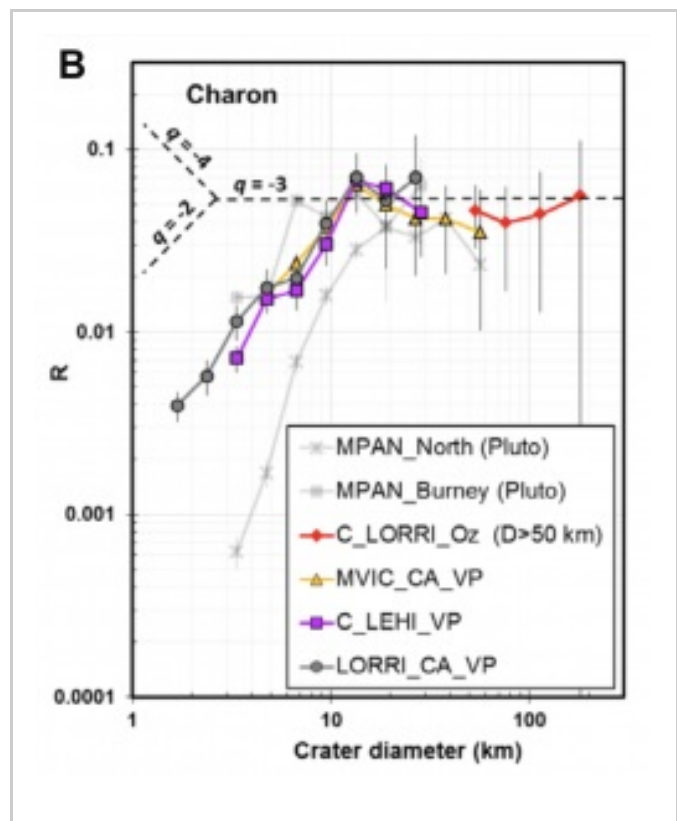 B
Charon
q = -4
q = -3
q = -2
0.1
0.01
0.001
0.0001
R
MPAN_North (Pluto)
MPAN_Burney (Pluto)
C_LORRI_Oz (D>50 km)
MVIC_CA_VP
C_LEHI_VP
LORRI_CA_VP
1
10
100
Crater diameter (km)